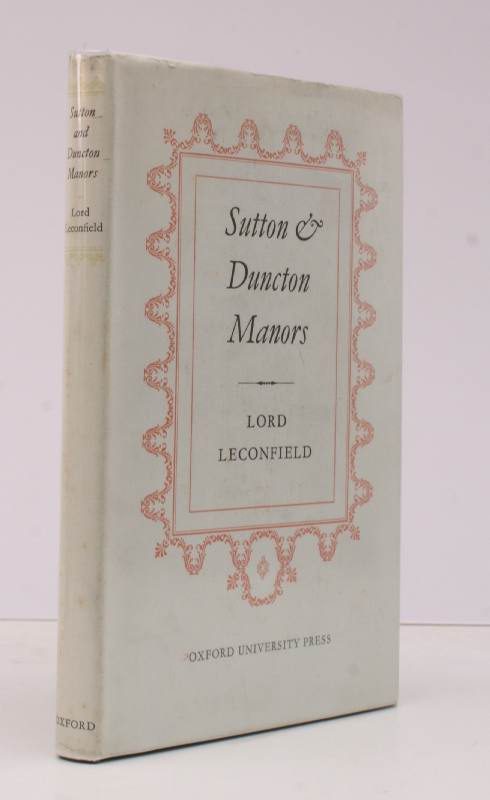 Sutton
and
Duncton
Manors
Lord
Leconfield
OXFORD
Sutton &
Duncton
Manors
LORD
LECONFIELD
OXFORD UNIVERSITY PRESS